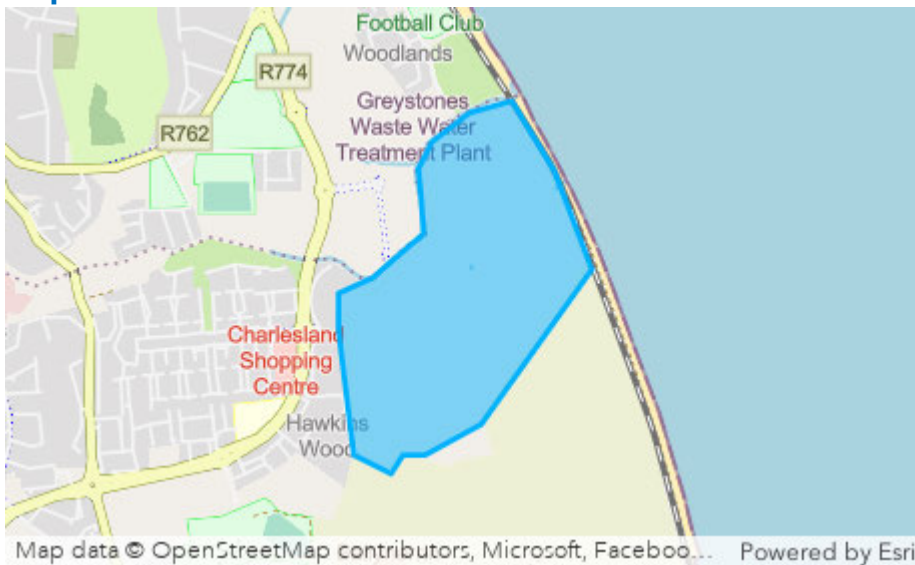 Football Club
Woodlands
R774
Greystones
Waste Water
Treatment Plant
R762
Charlesland
Shopping
Centre
Hawkins
Wood
Map data © OpenStreetMap contributors, Microsoft, Faceboo... Powered by Esri